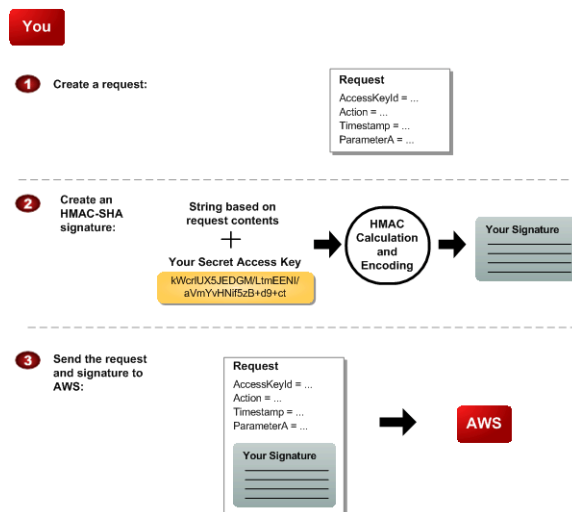 You
1
Create a request:
Request
AccessKeyId = ...
Action = ...
Timestamp = ...
ParameterA = ...
2
Create an
HMAC-SHA
signature:
String based on
request contents
+
Your Secret Access Key
kWcrlUX5JEDGM/LtmEENI/
aVmYvHNif5zB+d9+ct
HMAC
Calculation
and
Encoding
Your Signature
3
Send the request
and signature to
AWS:
Request
AccessKeyId = ...
Action = ...
Timestamp = ...
ParameterA = ...
Your Signature
AWS